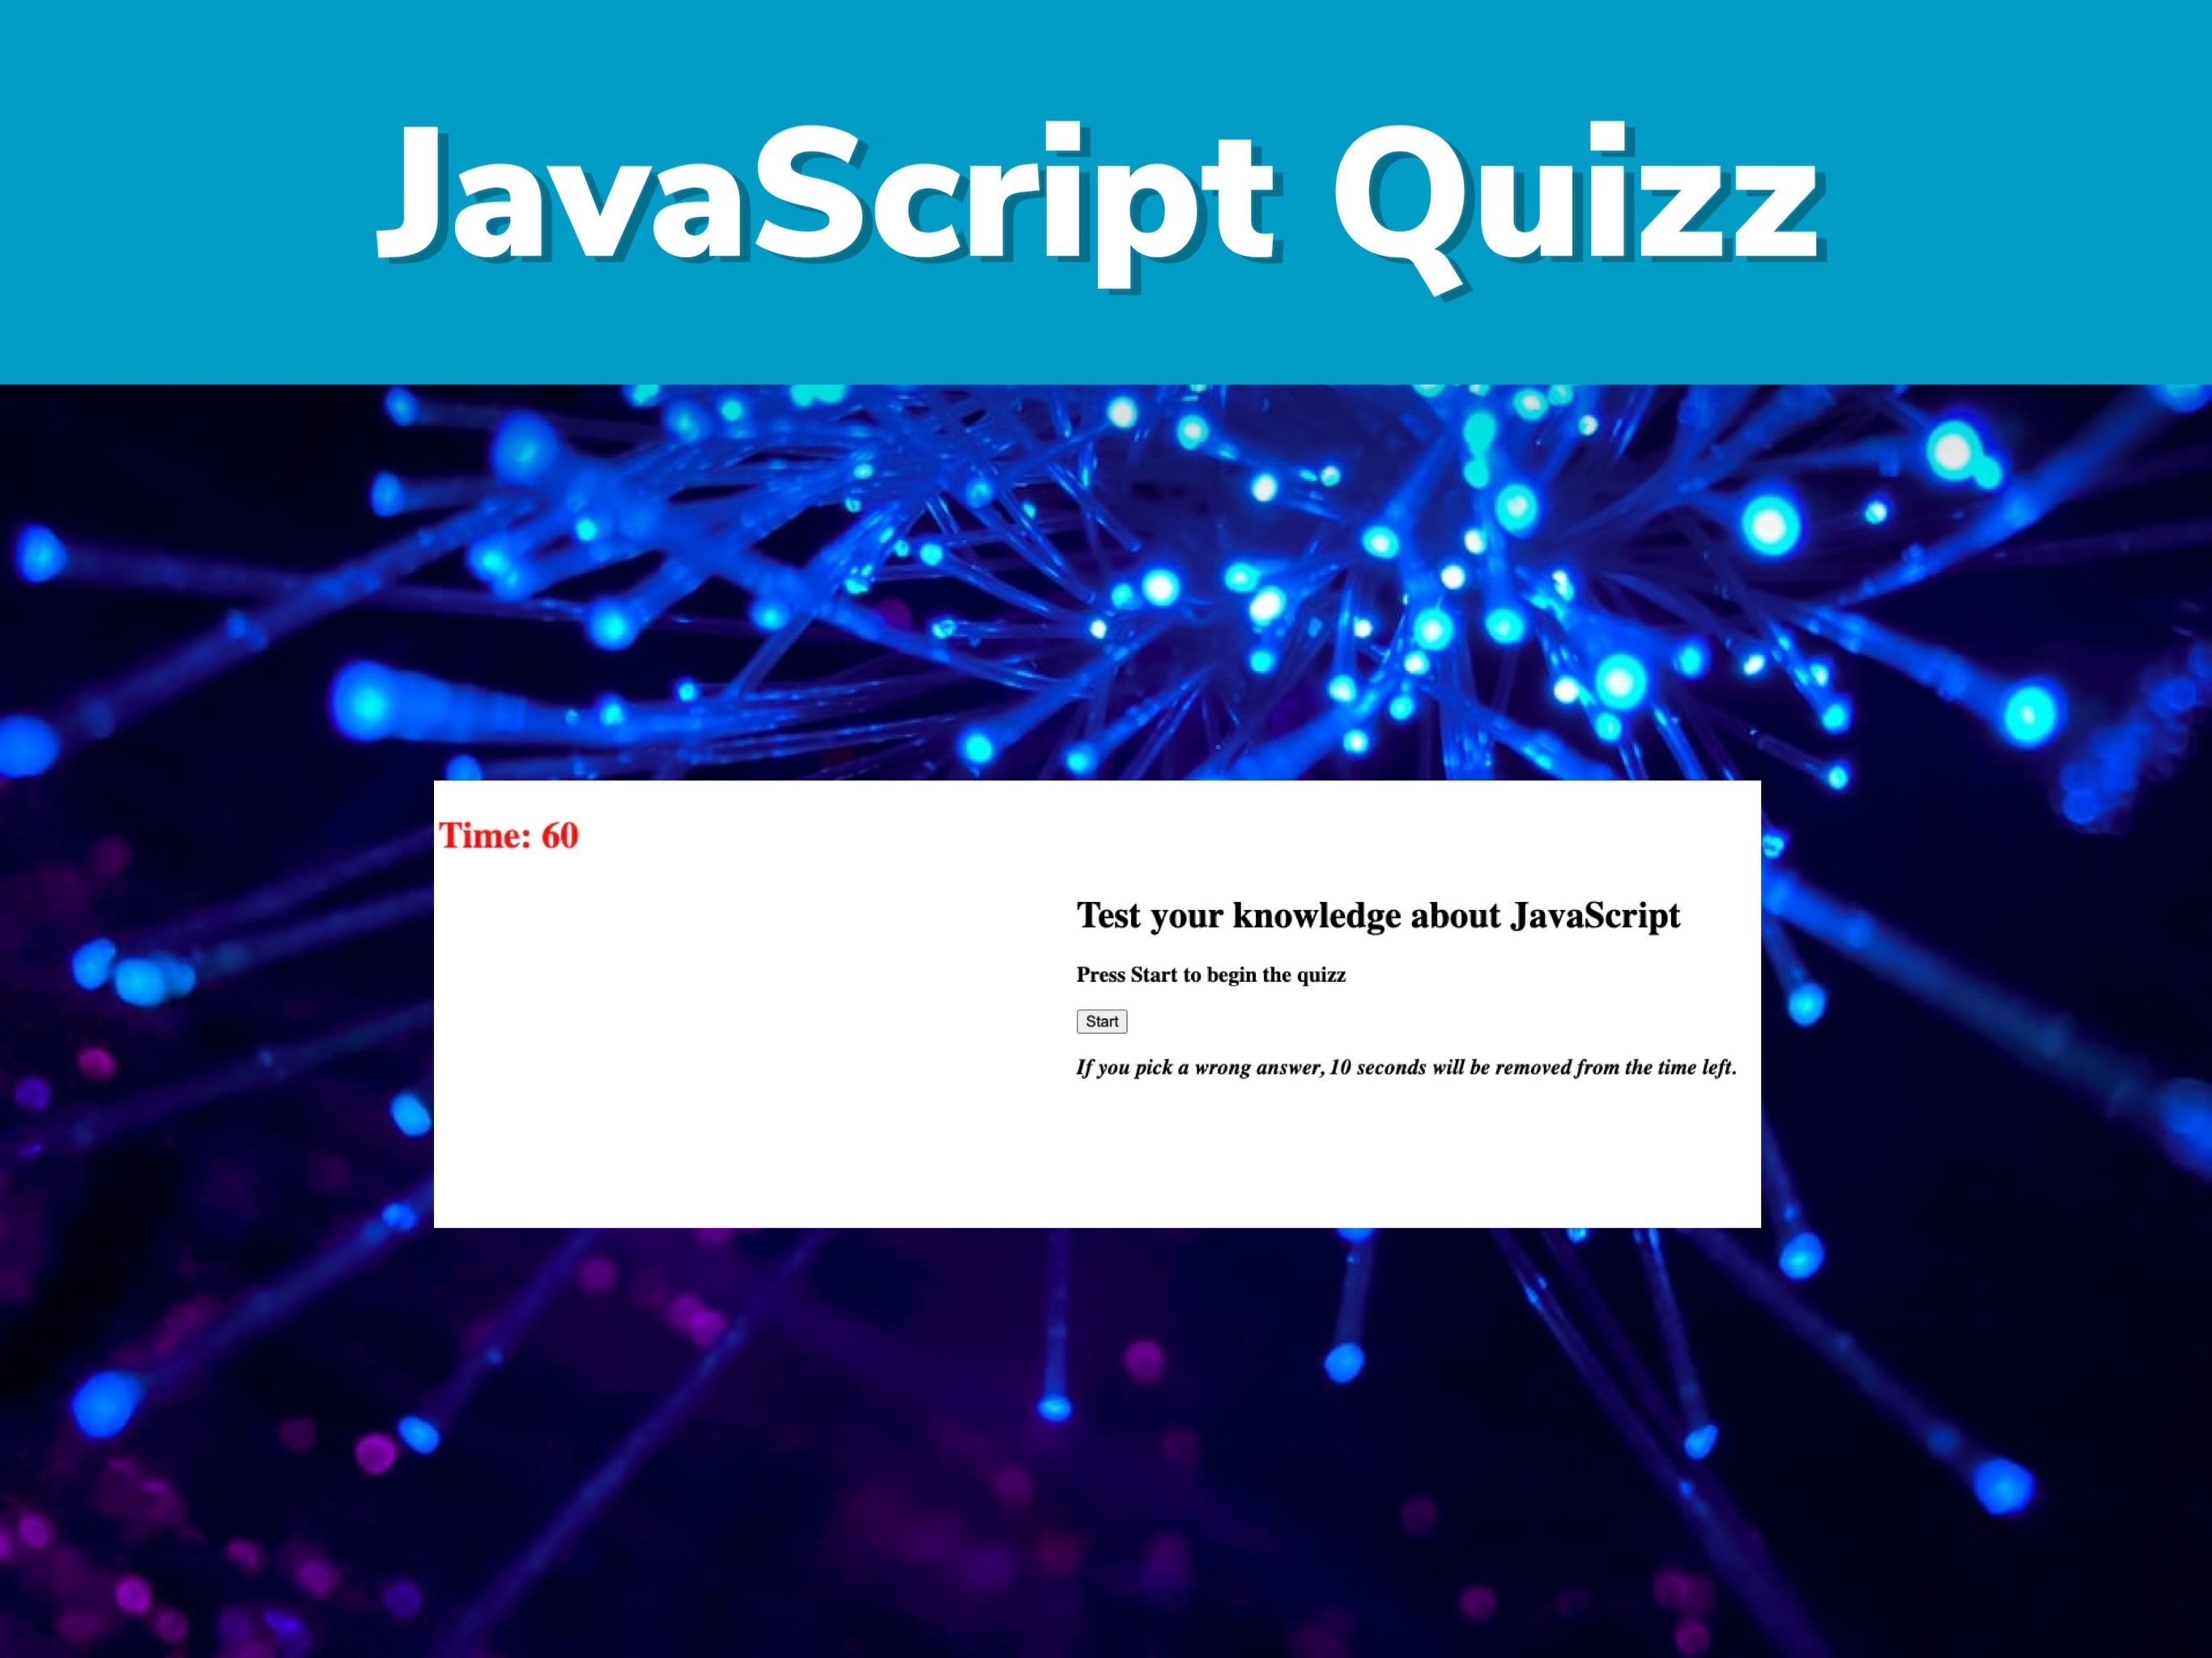 JavaScript Quizz
Time: 60
Test your knowledge about JavaScript
Press Start to begin the quizz
Start
If you pick a wrong answer, 10 seconds will be removed from the time left.